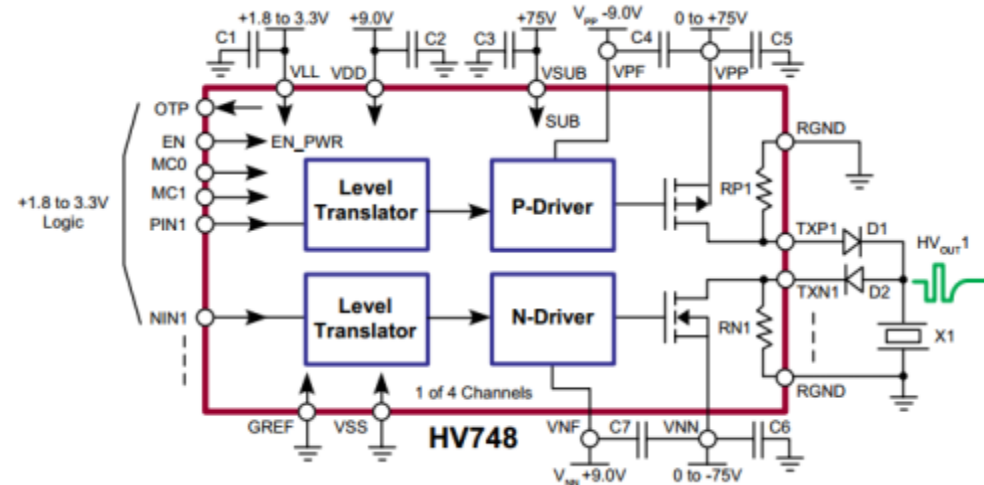 +1.8 to 3.3V
+9.0V
+75V
VPP -9.0V
0 to +75V
C1
C2
C3
C4
C5
VLL
VDD
VSUB
VPF
VPP
OTP
SUB
RGND
EN
EN_PWR
MC0
MC1
+1.8 to 3.3V
Logic
PIN1
Level
Translator
P-Driver
RP1
TXP1
D1
HVOUT1
TXN1
D2
NIN1
Level
Translator
N-Driver
RN1
X1
1 of 4 Channels
RGND
GREF
VSS
HV748
VNF
C7
VNN
C6
VNN +9.0V
0 to -75V